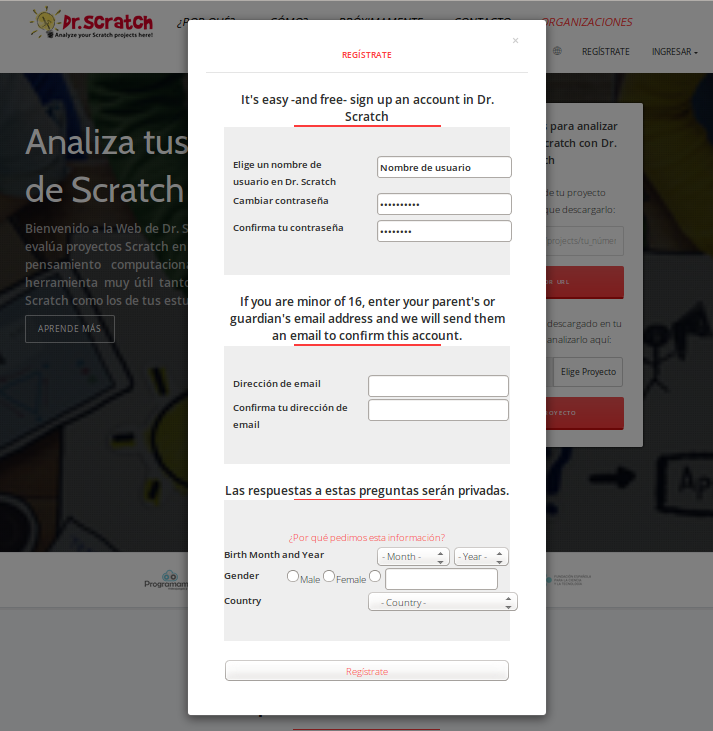 Dr.Scratch
Analyze your Scratch projects here!
¿POR QUÉ?
CÓMO?
PRÓXIMAMENTE
CONTACTO
ORGANIZACIONES
REGÍSTRATE
INGRESAR
×
REGÍSTRATE
It's easy -and free- sign up an account in Dr.
Scratch
Elige un nombre de
usuario en Dr. Scratch
Nombre de usuario
Cambiar contraseña
••••••••••
Confirma tu contraseña
••••••••
If you are minor of 16, enter your parent's or
guardian's email address and we will send them
an email to confirm this account.
Dirección de email
Confirma tu dirección de
email
Las respuestas a estas preguntas serán privadas.
¿Por qué pedimos esta información?
Birth Month and Year
- Month -
- Year -
Gender
Male
Female
Country
- Country -
Regístrate
Analiza tus
de Scratch
Bienvenido a la Web de Dr. S
evalúa proyectos Scratch en
pensamiento computaciona
herramienta muy útil tanto
Scratch como los de tus estu
APRENDE MÁS
s para analizar
cratch con Dr.
ch
de tu proyecto
que descargarlo:
/projects/tu_númer
OR URL
descargado en tu
analizarlo aquí:
Elige Proyecto
ROYECTO
Ap
Programam